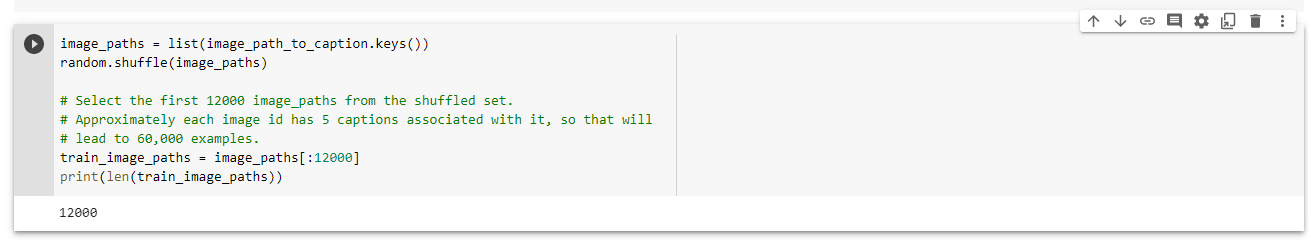 image_paths = list(image_path_to_caption.keys())
random.shuffle(image_paths)
# Select the first 12000 image_paths from the shuffled set.
# Approximately each image id has 5 captions associated with it, so that will
# lead to 60,000 examples.
train_image_paths = image_paths[:12000]
print(len(train_image_paths))
12000